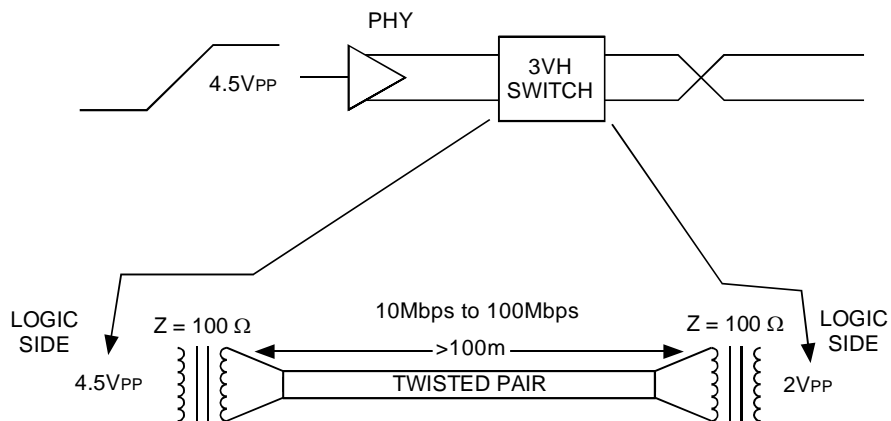 PHY
4.5VPP
3VH
SWITCH
10Mbps to 100Mbps
LOGIC
SIDE
Z = 100 Ω
>100m
Z = 100 Ω
LOGIC
SIDE
4.5VPP
TWISTED PAIR
2VPP